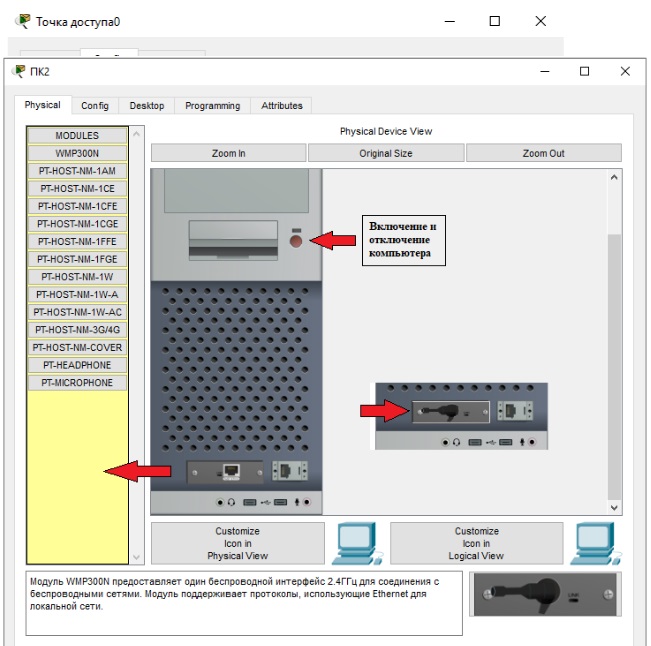 Точка доступа0
ПК2
Physical Config Desktop Programming Attributes
MODULES
WMP300N
PT-HOST-NM-1AM
PT-HOST-NM-1CE
PT-HOST-NM-1CFE
PT-HOST-NM-1CGE
PT-HOST-NM-1FFE
PT-HOST-NM-1FGE
PT-HOST-NM-1W
PT-HOST-NM-1W-A
PT-HOST-NM-1W-AC
PT-HOST-NM-3G/4G
PT-HOST-NM-COVER
PT-HEADPHONE
PT-MICROPHONE
Physical Device View
Zoom In Original Size Zoom Out
Включение и
отключение
компьютера
Customize
Icon in
Physical View
Customize
Icon in
Logical View
Модуль WMP300N предоставляет один беспроводной интерфейс 2.4ГГц для соединения с
беспроводными сетями. Модуль поддерживает протоколы, использующие Ethernet для
локальной сети.
LINK